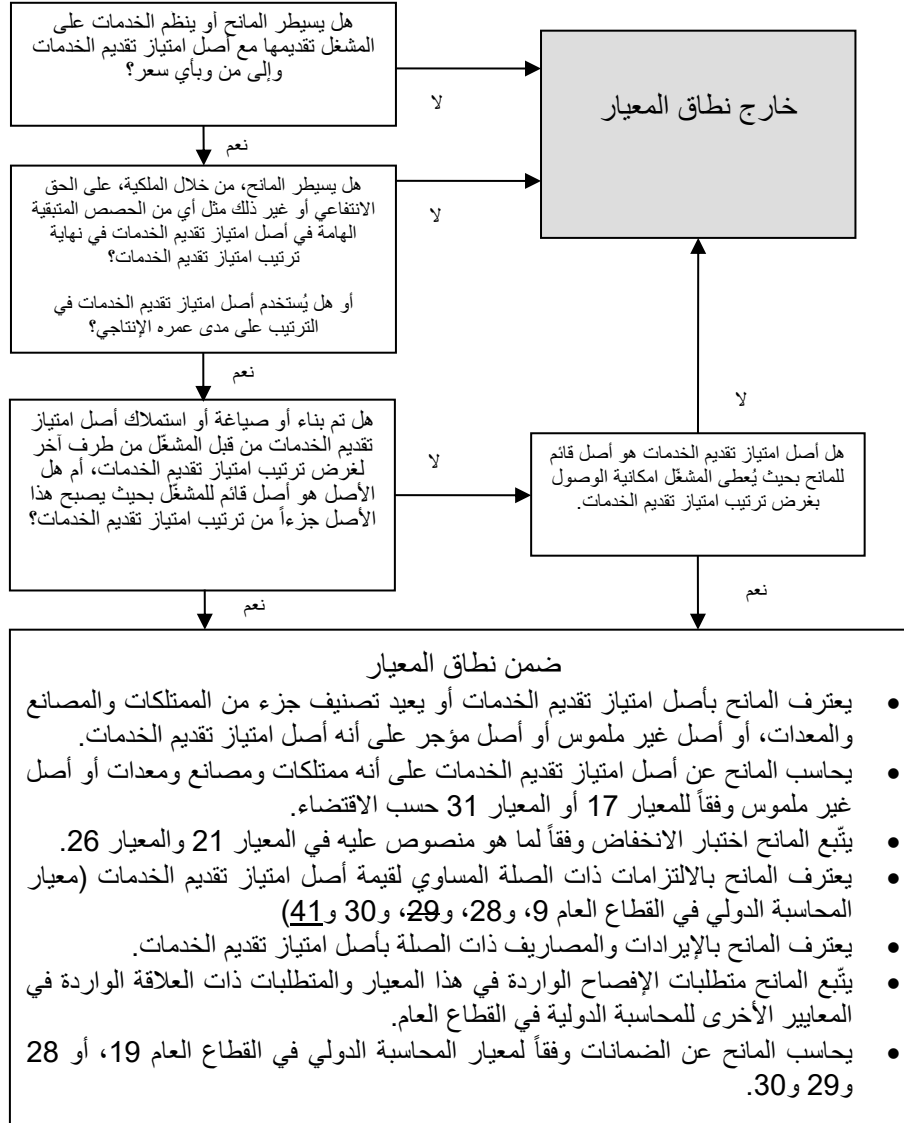 هل يسيطر المانح أو ينظم الخدمات على
المشغل تقديمها مع أصل امتياز تقديم الخدمات
وإلى من وبأي سعر؟
لا
خارج نطاق المعيار
نعم
هل يسيطر المانح، من خلال الملكية، على الحق
الانتفاعي أو غير ذلك مثل أي من الحصص المتبقية
الهامة في أصل امتياز تقديم الخدمات في نهاية
ترتيب امتياز تقديم الخدمات؟
أو هل يُستخدم أصل امتياز تقديم الخدمات في
الترتيب على مدى عمره الإنتاجي؟
لا
نعم
هل تم بناء أو صياغة أو استملاك أصل امتياز
تقديم الخدمات من قبل المشغّل من طرف آخر
لغرض ترتيب امتياز تقديم الخدمات، أم هل
الأصل هو أصل قائم للمشغّل بحيث يصبح هذا
الأصل جزءاً من ترتيب امتياز تقديم الخدمات؟
لا
لا
هل أصل امتياز تقديم الخدمات هو أصل قائم
للمانح بحيث يُعطى المشغّل امكانية الوصول
بغرض ترتيب امتياز تقديم الخدمات.
نعم
نعم
ضمن نطاق المعيار
• يعترف المانح بأصل امتياز تقديم الخدمات أو يعيد تصنيف جزء من الممتلكات والمصانع
والمعدات، أو أصل غير ملموس أو أصل مؤجر على أنه أصل امتياز تقديم الخدمات.
• يحاسب المانح عن أصل امتياز تقديم الخدمات على أنه ممتلكات ومصانع ومعدات أو أصل
غير ملموس وفقاً للمعيار 17 أو المعيار 31 حسب الاقتضاء.
• يتّبع المانح اختبار الانخفاض وفقاً لما هو منصوص عليه في المعيار 21 والمعيار 26.
• يعترف المانح بالالتزامات ذات الصلة المساوي لقيمة أصل امتياز تقديم الخدمات (معيار
المحاسبة الدولي في القطاع العام 9، و28، و29، و30 و41)
• يعترف المانح بالإيرادات والمصاريف ذات الصلة بأصل امتياز تقديم الخدمات.
• يتّبع المانح متطلبات الإفصاح الواردة في هذا المعيار والمتطلبات ذات العلاقة الواردة في
المعايير الأخرى للمحاسبة الدولية في القطاع العام.
• يحاسب المانح عن الضمانات وفقاً لمعيار المحاسبة الدولي في القطاع العام 19، أو 28
و29 و30.